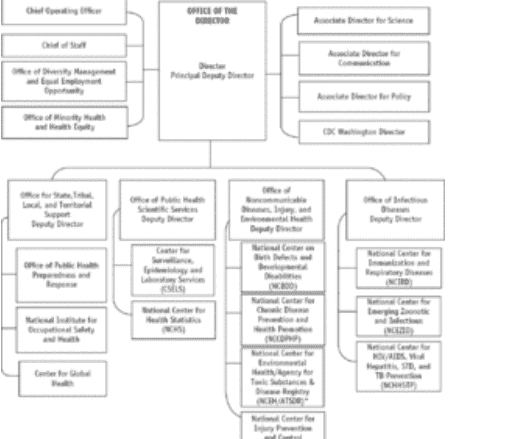 Chief Operating Officer
Chief of Staff
Office of Diversity Management
and Equal Employment
Opportunity
Office of Minority Health
and Health Equity
OFFICE OF THE
DIRECTOR
Director
Principal Deputy Director
Associate Director for Science
Associate Director for
Communication
Associate Director for Policy
CDC Washington Director
Office for State, Tribal,
Local, and Territorial
Support
Deputy Director
Office of Public Health
Preparedness and
Response
National Institute for
Occupational Safety
and Health
Center for Global
Health
Office of Public Health
Scientific Services
Deputy Director
Center for
Surveillance,
Epidemiology and
Laboratory Services
(CSELS)
National Center for
Health Statistics
(NCHS)
Office of
Noncommunicable
Diseases, Injury, and
Environmental Health
Deputy Director
National Center on
Birth Defects and
Developmental
Disabilities
(NCBDD)
National Center for
Chronic Disease
Prevention and
Health Promotion
(NCCDPHP)
National Center for
Environmental
Health/Agency for
Toxic Substances &
Disease Registry
(NCEH/ATSDR)*
National Center for
Injury Prevention
and Control
Office of Infectious
Diseases
Deputy Director
National Center for
Immunization and
Respiratory Diseases
(NCIRD)
National Center for
Emerging Zoonotic
and Infectious
(NCEZID)
National Center for
HIV/AIDS, Viral
Hepatitis, STD, and
TB Prevention
(NCHHSTP)